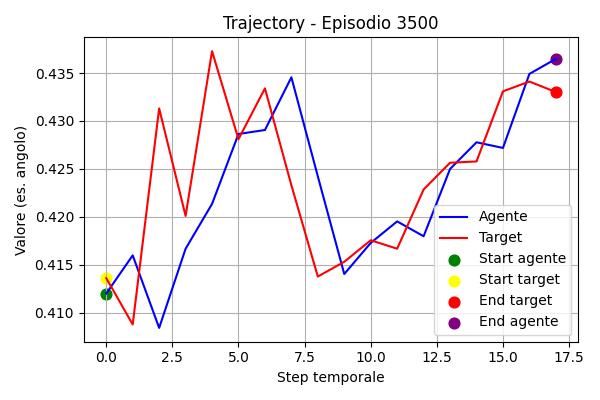 Trajectory - Episodio 3500
Valore (es. angolo)
0.435
0.430
0.425
0.420
0.415
0.410
0.0
2.5
5.0
7.5
10.0
12.5
15.0
17.5
Step temporale
Agente
Target
Start agente
Start target
End target
End agente